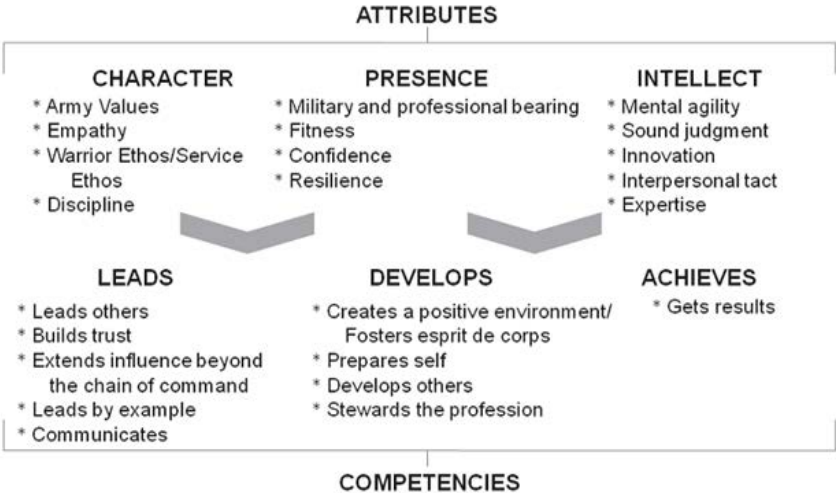 ATTRIBUTES
CHARACTER
* Army Values
* Empathy
* Warrior Ethos/Service
Ethos
* Discipline
PRESENCE
* Military and professional bearing
* Fitness
* Confidence
* Resilience
INTELLECT
* Mental agility
* Sound judgment
* Innovation
* Interpersonal tact
* Expertise
LEADS
* Leads others
* Builds trust
* Extends influence beyond
the chain of command
* Leads by example
* Communicates
DEVELOPS
* Creates a positive environment/
Fosters esprit de corps
* Prepares self
* Develops others
* Stewards the profession
ACHIEVES
* Gets results
COMPETENCIES